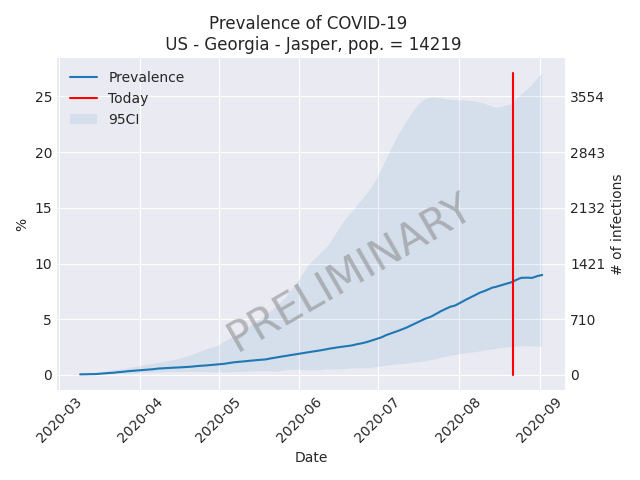 Prevalence of COVID-19
US - Georgia - Jasper, pop. = 14219
Prevalence
Today
95CI
25
20
15
10
5
0
%
3554
2843
2132
1421
710
0
# of infections
PRELIMINARY
2020-03
2020-04
2020-05
2020-06
2020-07
2020-08
2020-09
Date